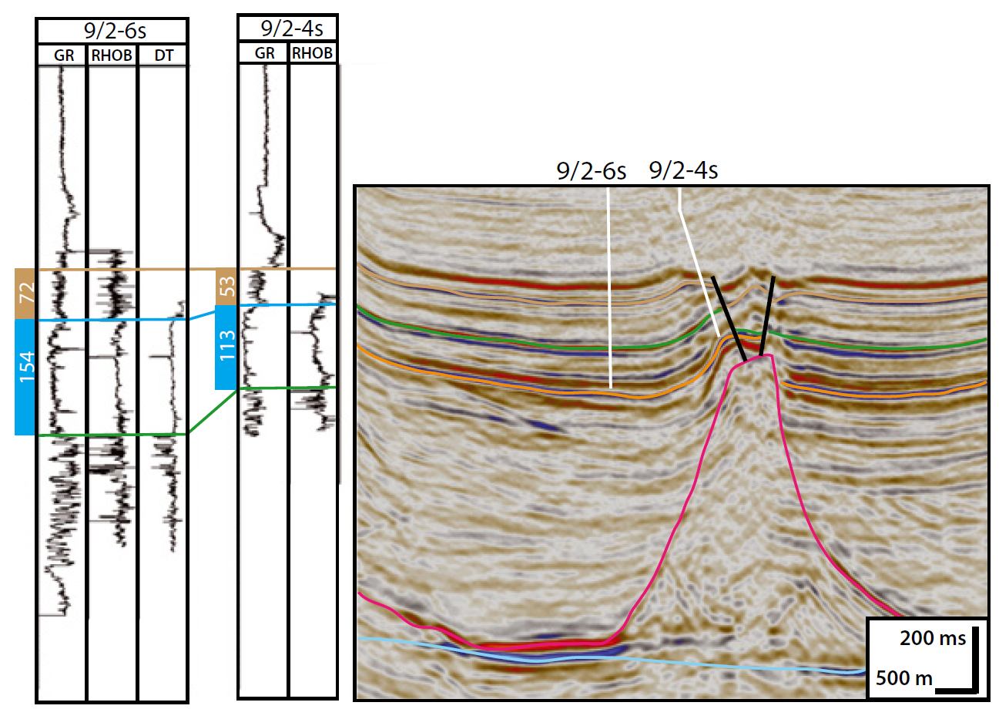 9/2-6s
GR RHOB DT
72
154
9/2-4s
GR RHOB
53
113
9/2-6s 9/2-4s
200 ms
500 m